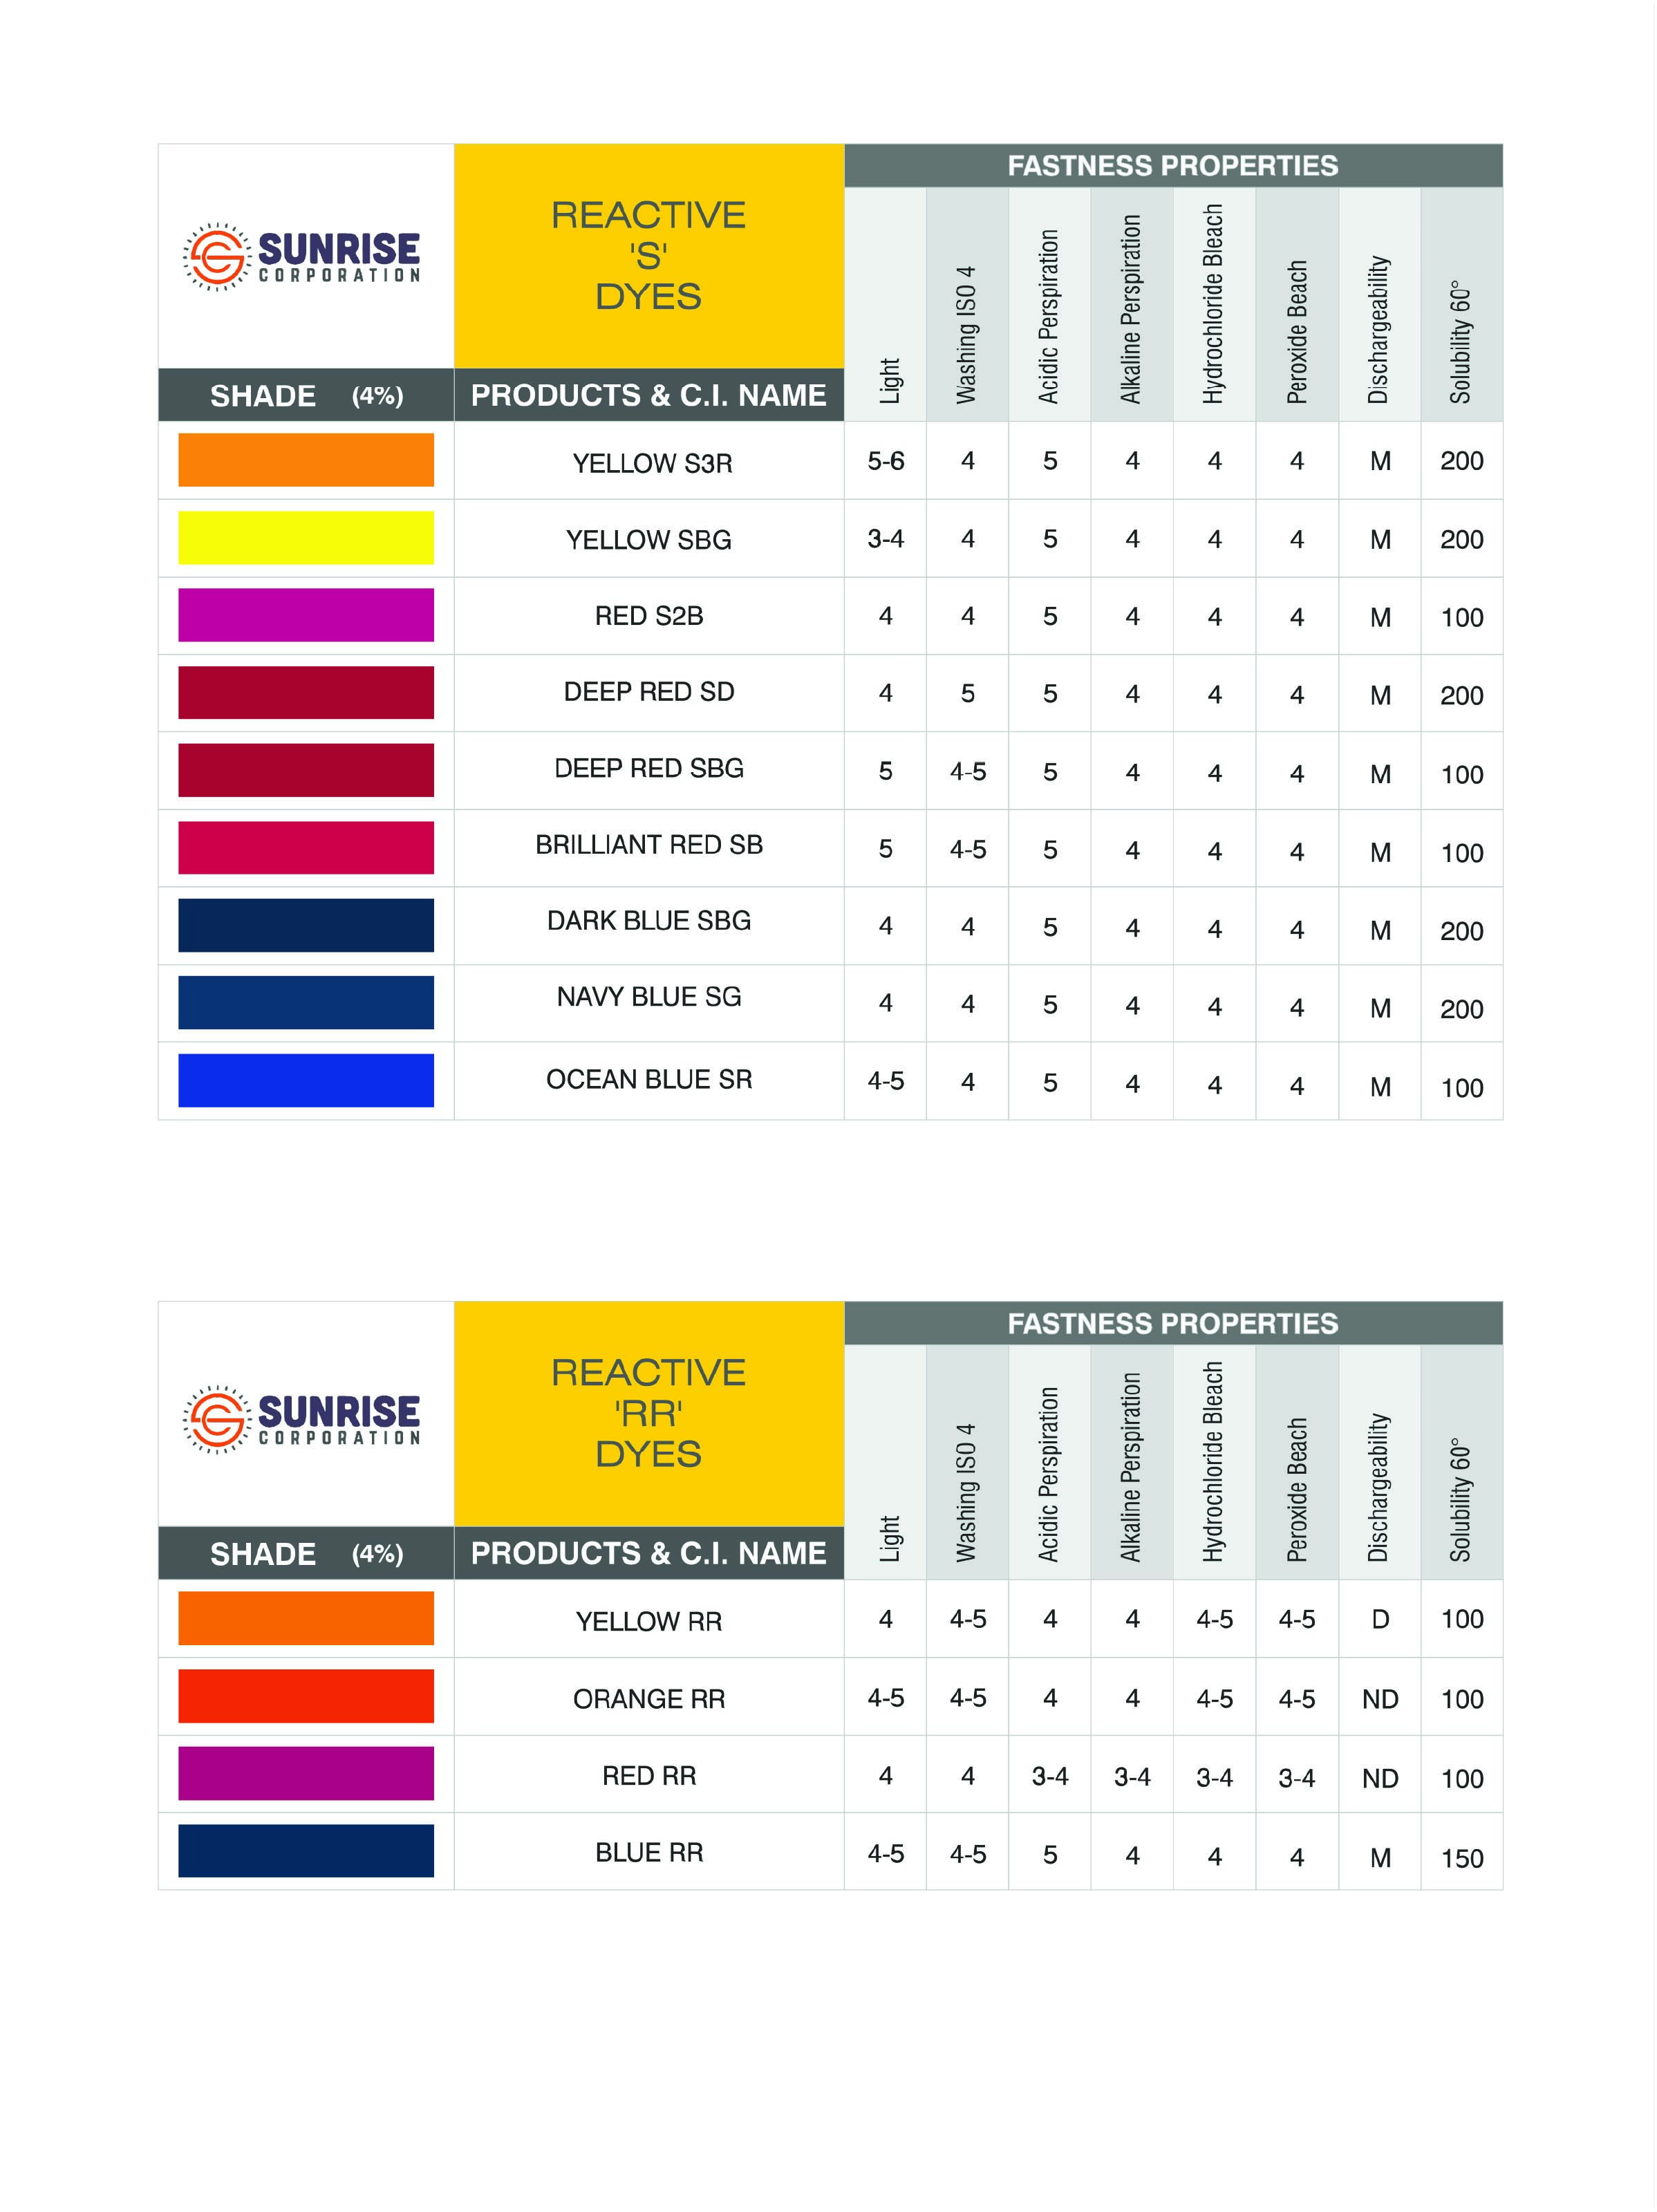 SUNRISE
CORPORATION
REACTIVE
'S'
DYES
FASTNESS PROPERTIES
Light
Washing ISO 4
Acidic Perspiration
Alkaline Perspiration
Hydrochloride Bleach
Peroxide Beach
Dischargeability
Solubility 60°
SHADE (4%) PRODUCTS & C.I. NAME
YELLOW S3R 5-6 4 5 4 4 4 M 200
YELLOW SBG 3-4 4 5 4 4 4 M 200
RED S2B 4 4 5 4 4 4 M 100
DEEP RED SD 4 5 5 4 4 4 M 200
DEEP RED SBG 5 4-5 5 4 4 4 M 100
BRILLIANT RED SB 5 4-5 5 4 4 4 M 100
DARK BLUE SBG 4 4 5 4 4 4 M 200
NAVY BLUE SG 4 4 5 4 4 4 M 200
OCEAN BLUE SR 4-5 4 5 4 4 4 M 100
SUNRISE
CORPORATION
REACTIVE
'RR'
DYES
FASTNESS PROPERTIES
Light
Washing ISO 4
Acidic Perspiration
Alkaline Perspiration
Hydrochloride Bleach
Peroxide Beach
Dischargeability
Solubility 60°
SHADE (4%) PRODUCTS & C.I. NAME
YELLOW RR 4 4-5 4 4 4-5 4-5 D 100
ORANGE RR 4-5 4-5 4 4 4-5 4-5 ND 100
RED RR 4 4 3-4 3-4 3-4 3-4 ND 100
BLUE RR 4-5 4-5 5 4 4 4 M 150